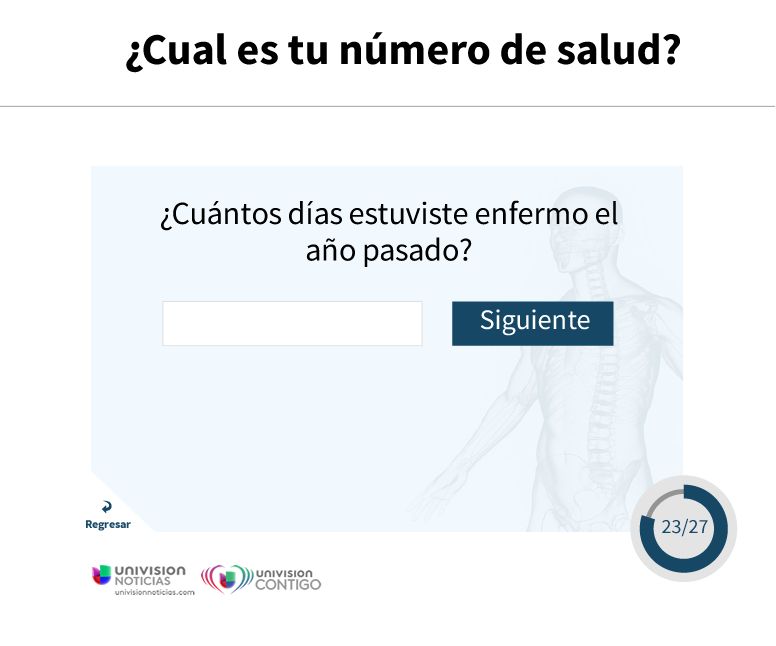 ¿Cual es tu número de salud?
¿Cuántos días estuviste enfermo el
año pasado?
Siguiente
Regresar
23/27
UNIVISION
NOTICIAS
univisionnoticias.com
UNIVISION
CONTIGO